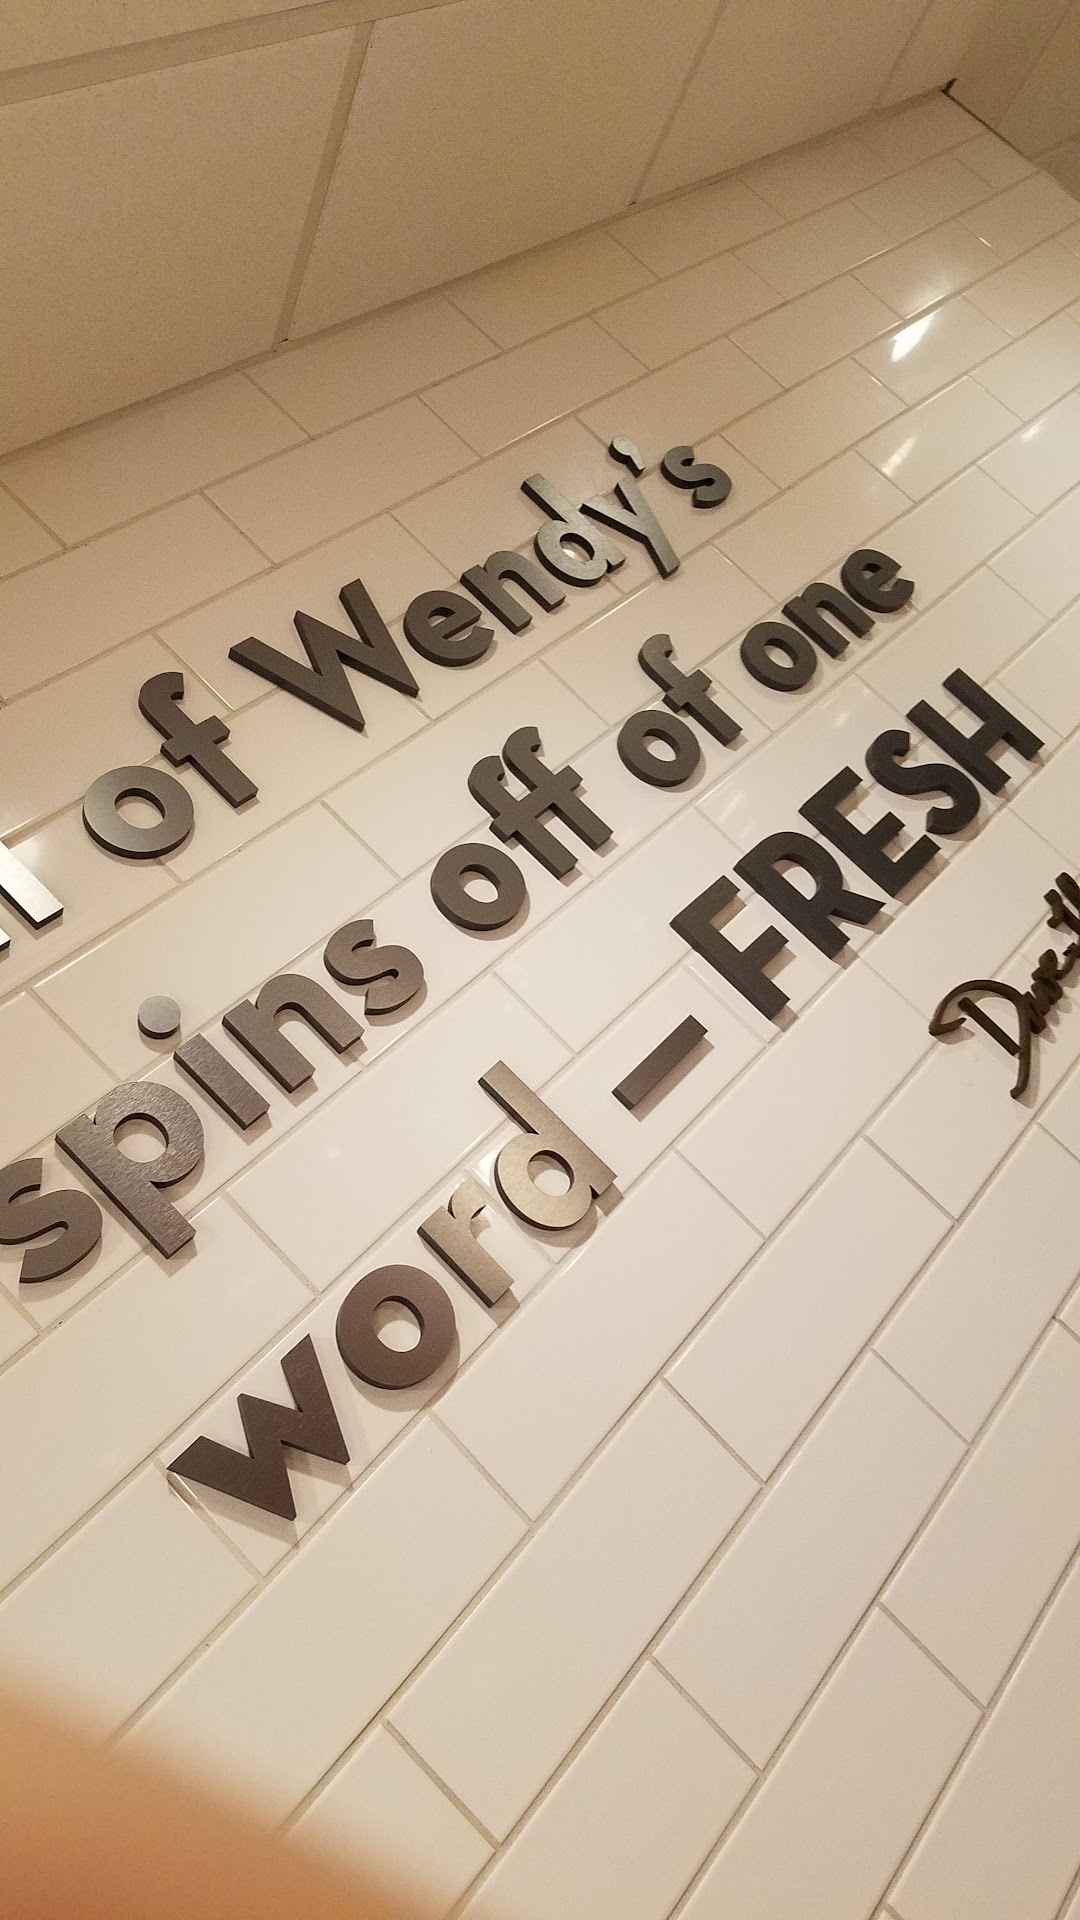 of Wendy's
spins off of one
word – FRESH